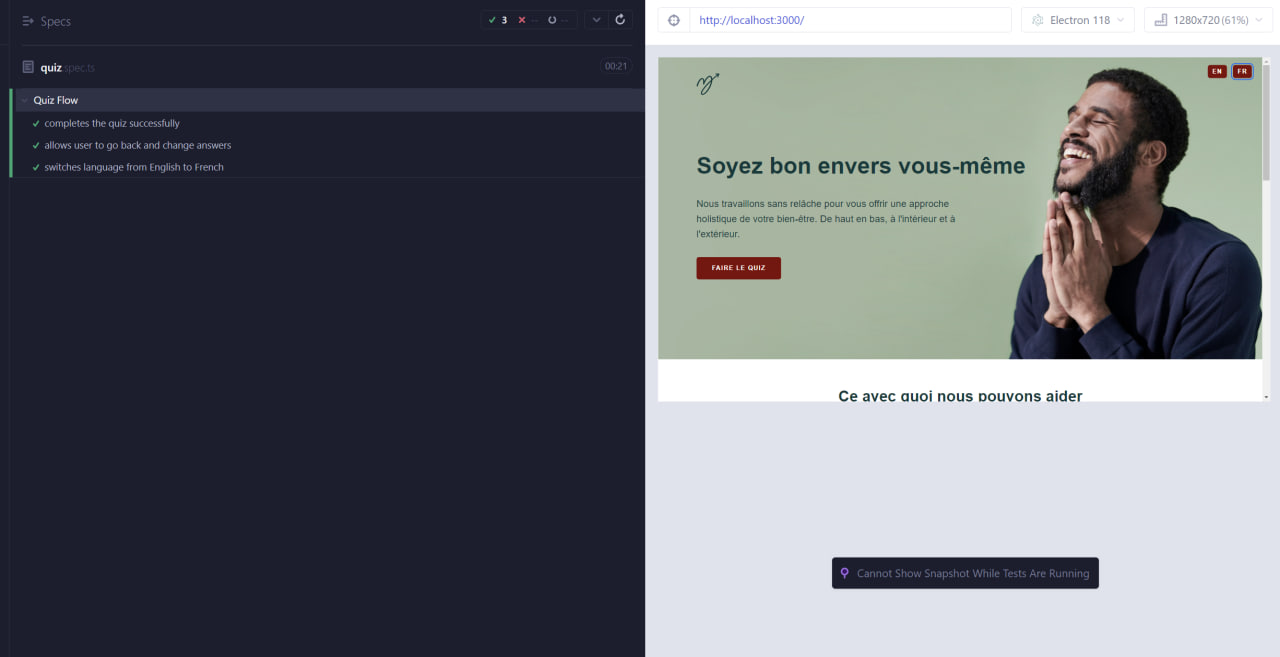 Specs
3 -- --
quiz.spec.ts
00:21
Quiz Flow
completes the quiz successfully
allows user to go back and change answers
switches language from English to French
http://localhost:3000/
Electron 118
1280x720 (61%)
EN FR
Soyez bon envers vous-même
Nous travaillons sans relâche pour vous offrir une approche
holistique de votre bien-être. De haut en bas, à l'intérieur et à
l'extérieur.
FAIRE LE QUIZ
Ce avec quoi nous pouvons aider
Cannot Show Snapshot While Tests Are Running